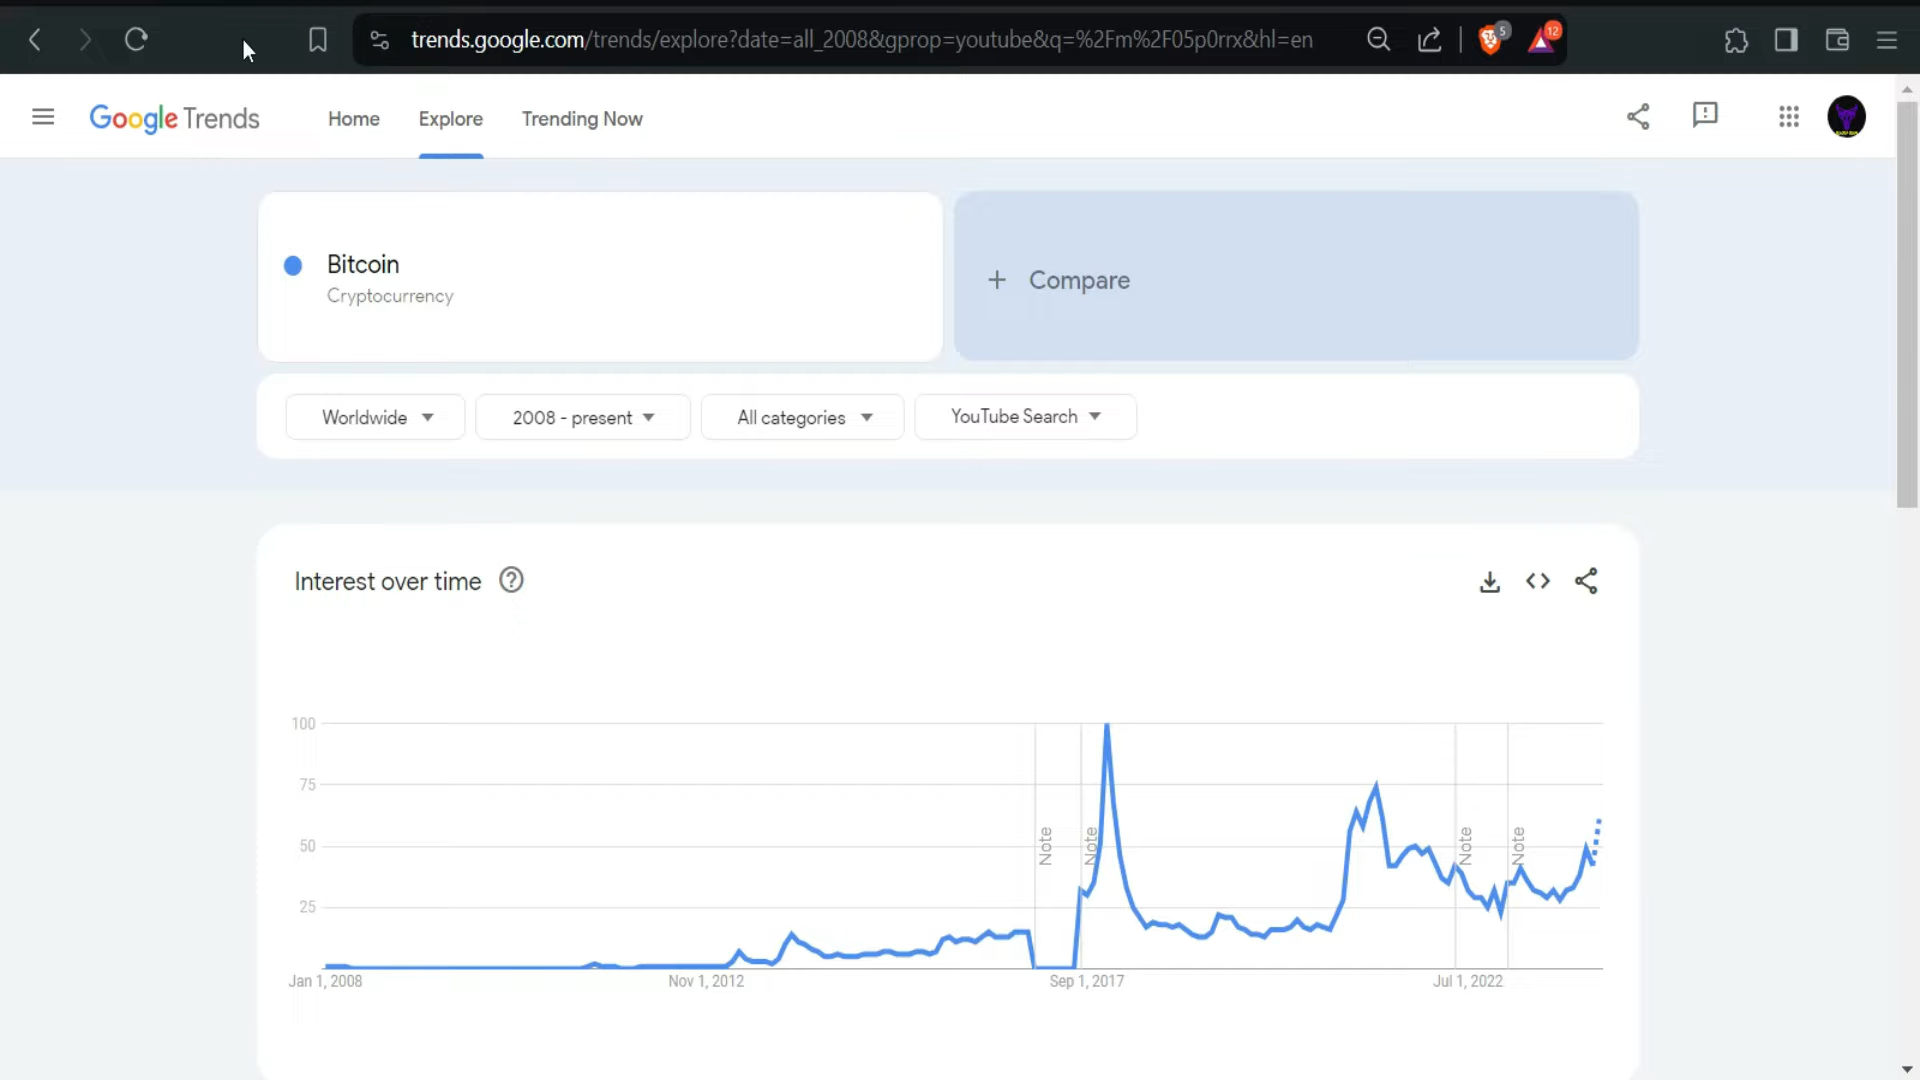 trends.google.com/trends/explore?date=all_2008&gprop=youtube&q=%2Fm%2F05p0rrx&hl=en
5
12
Google Trends
Home
Explore
Trending Now
Bitcoin
Cryptocurrency
+ Compare
Worldwide
2008 - present
All categories
YouTube Search
Interest over time
100
75
50
25
Note
Note
Note
Note
Jan 1, 2008
Nov 1, 2012
Sep 1, 2017
Jul 1, 2022